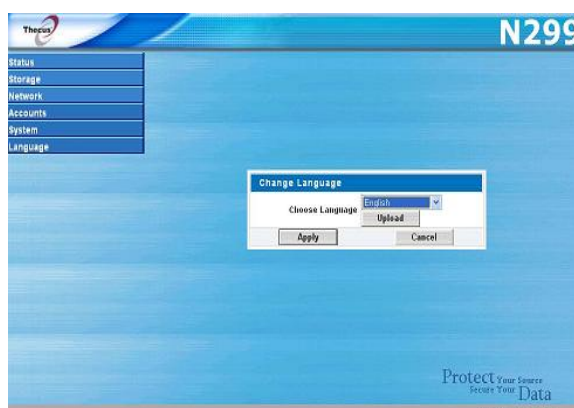 Thecus
N299
Status
Storage
Network
Accounts
System
Language
Change Language
Choose Language English
Upload
Apply Cancel
Protect Your Source
Secure Your Data